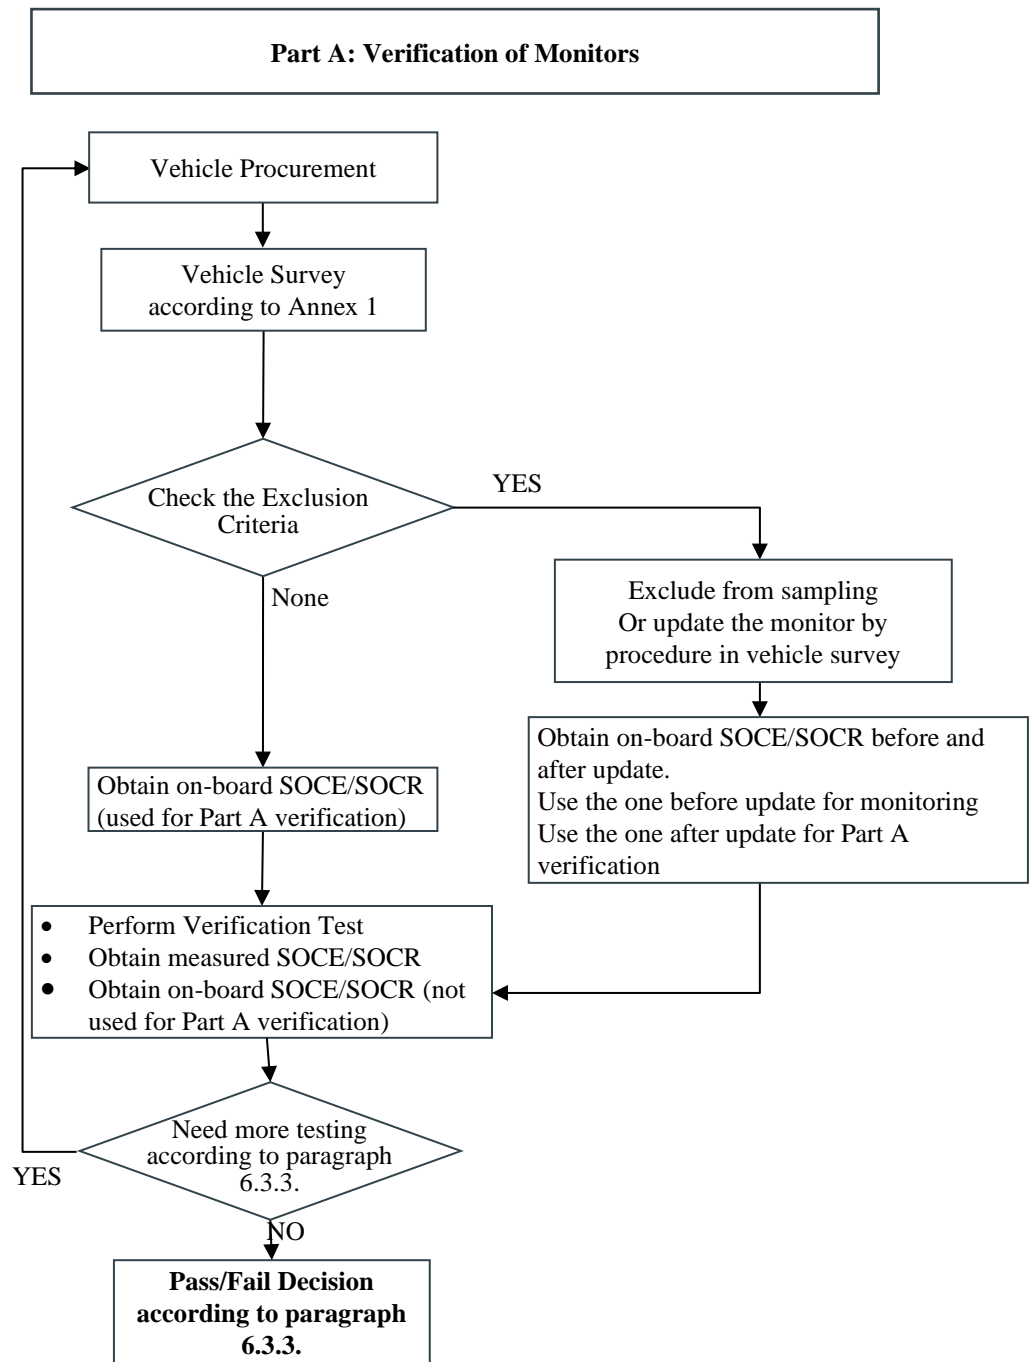 Part A: Verification of Monitors
Vehicle Procurement
Vehicle Survey
according to Annex 1
Check the Exclusion
Criteria
YES
None
Exclude from sampling
Or update the monitor by
procedure in vehicle survey
Obtain on-board SOCE/SOCR before and
after update.
Use the one before update for monitoring
Use the one after update for Part A
verification
Obtain on-board SOCE/SOCR
(used for Part A verification)
• Perform Verification Test
• Obtain measured SOCE/SOCR
• Obtain on-board SOCE/SOCR (not
used for Part A verification)
Need more testing
according to paragraph
6.3.3.
YES
NO
Pass/Fail Decision
according to paragraph
6.3.3.